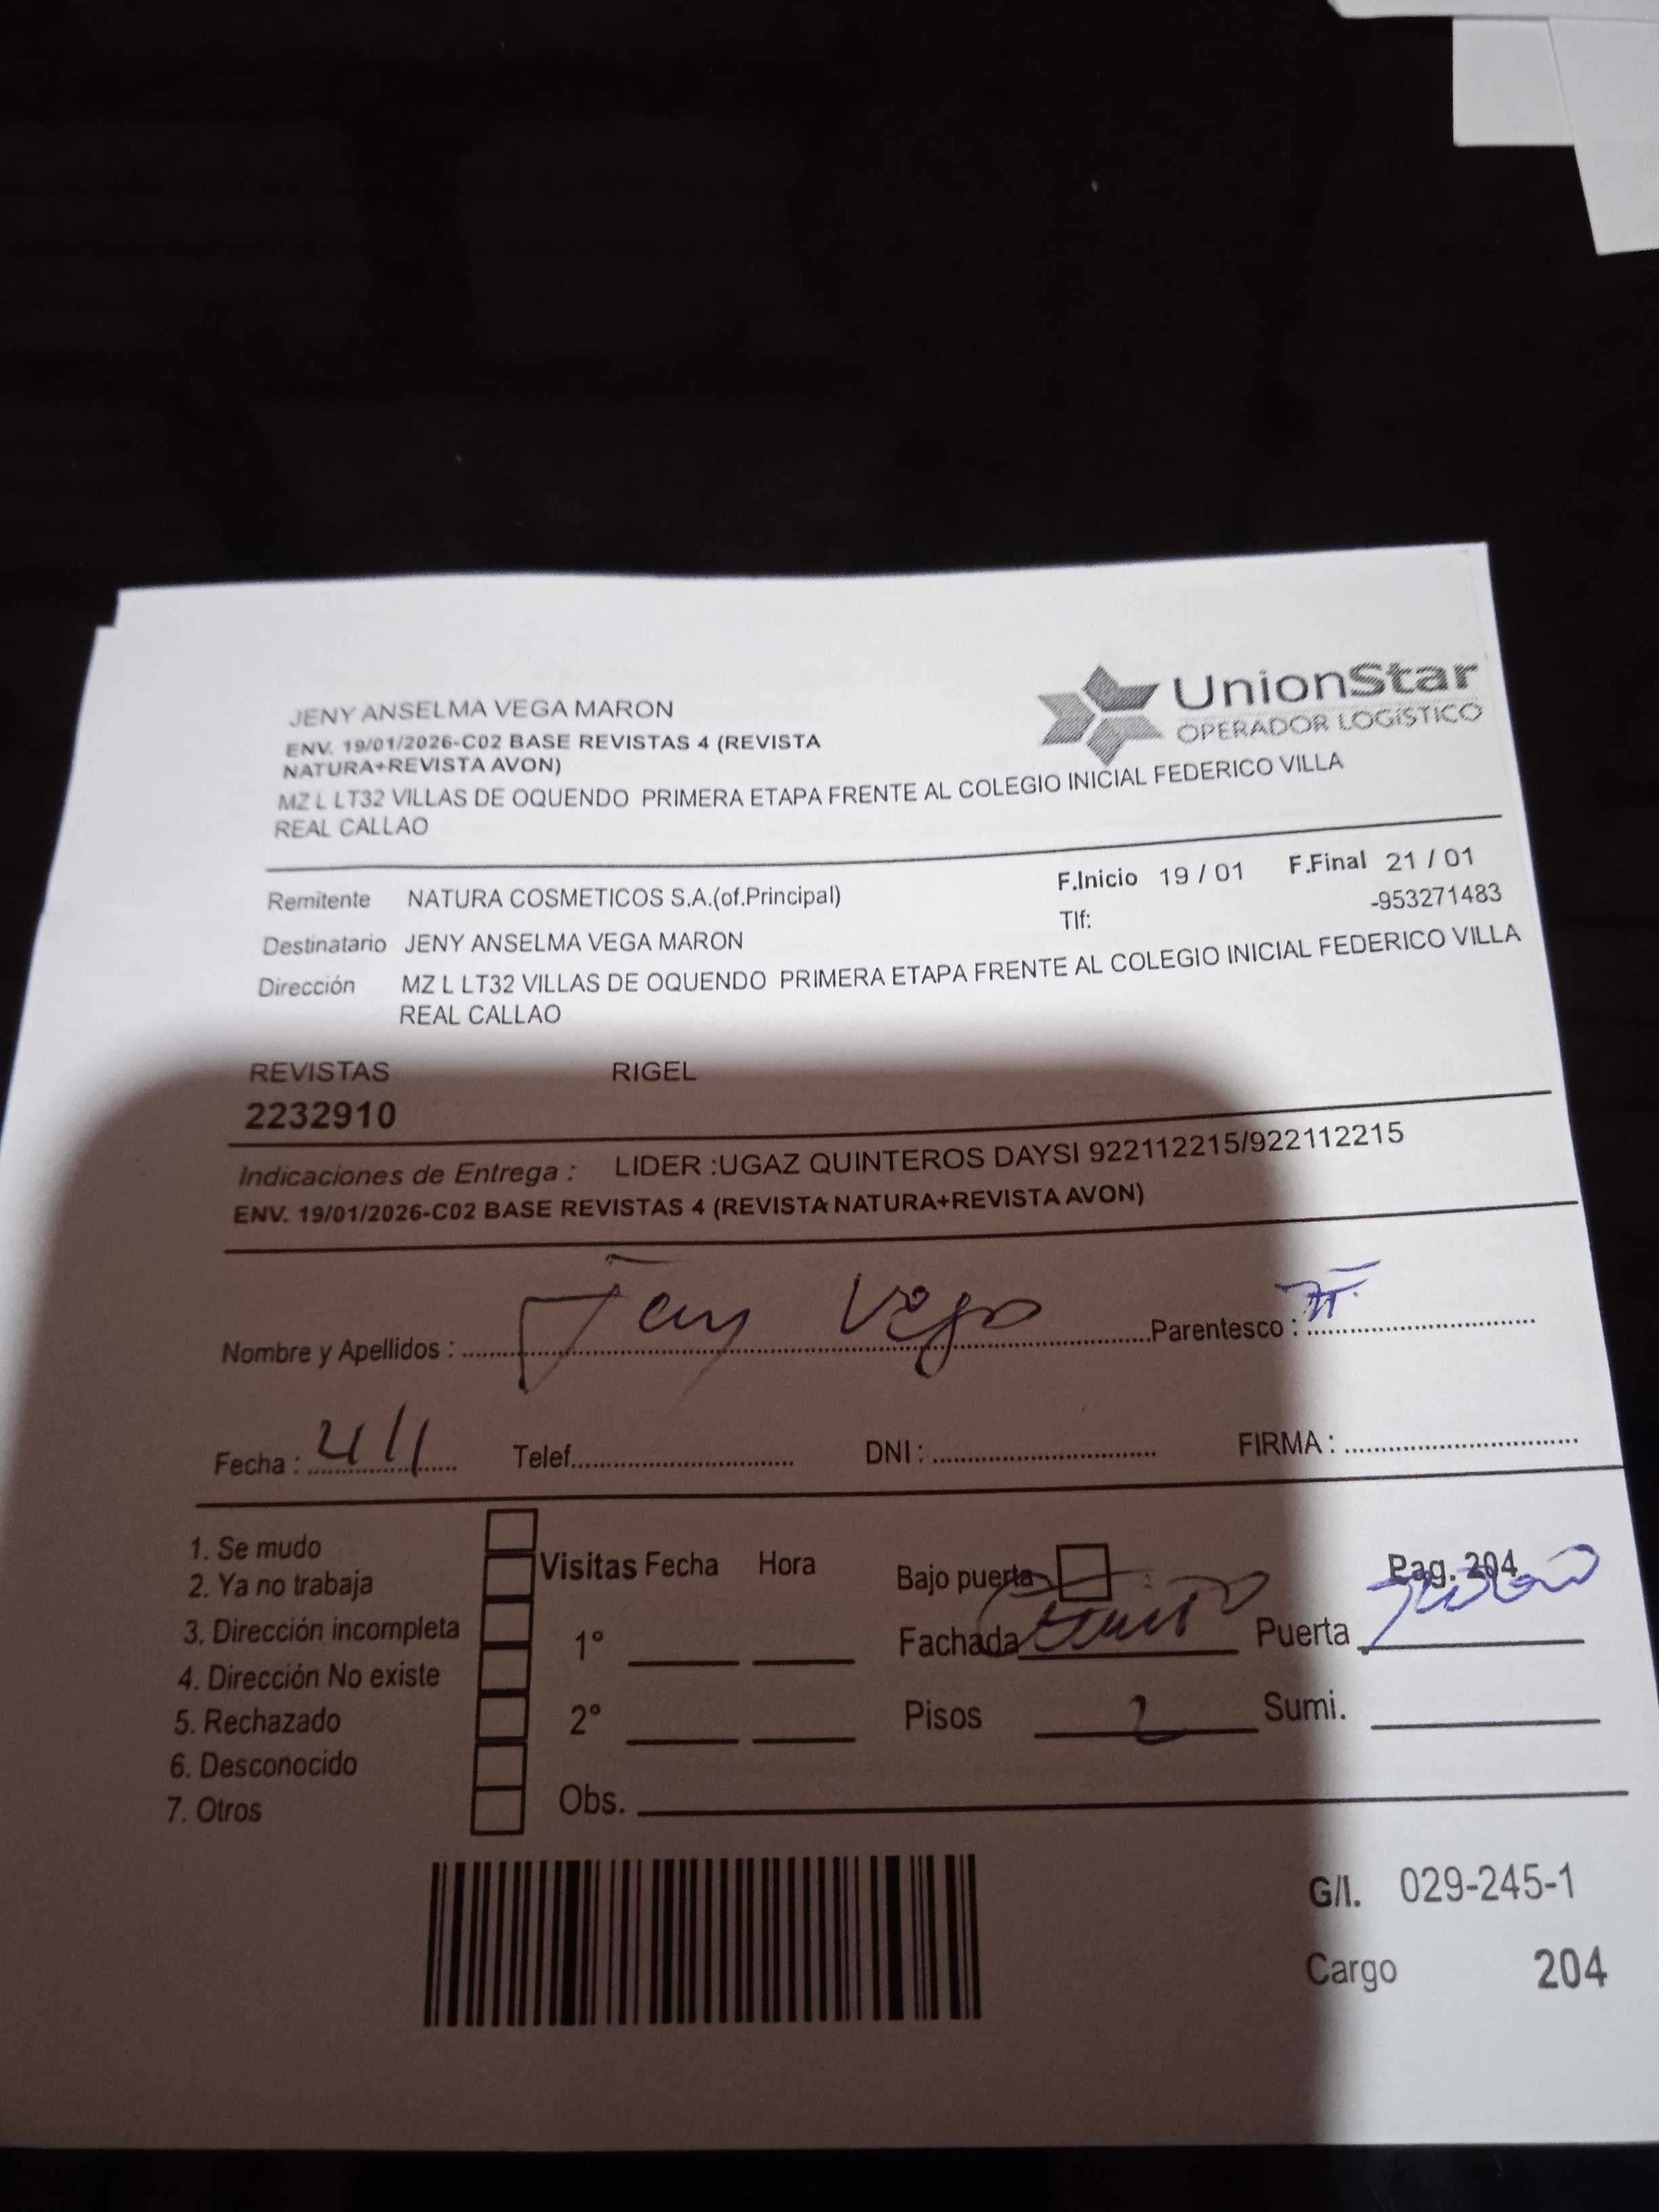 JENY ANSELMA VEGA MARON
ENV. 19/01/2026-C02 BASE REVISTAS 4 (REVISTA
NATURA+REVISTA AVON)
MZ L LT32 VILLAS DE OQUENDO PRIMERA ETAPA FRENTE AL COLEGIO INICIAL FEDERICO VILLA
REAL CALLAO
UnionStar
OPERADOR LOGÍSTICO
Remitente NATURA COSMETICOS S.A.(of.Principal) F.Inicio 19 / 01 F.Final 21 / 01
Tlf: -953271483
Destinatario JENY ANSELMA VEGA MARON
Dirección MZ L LT32 VILLAS DE OQUENDO PRIMERA ETAPA FRENTE AL COLEGIO INICIAL FEDERICO VILLA
REAL CALLAO
REVISTAS RIGEL
2232910
Indicaciones de Entrega : LIDER :UGAZ QUINTEROS DAYSI 922112215/922112215
ENV. 19/01/2026-C02 BASE REVISTAS 4 (REVISTA NATURA+REVISTA AVON)
Nombre y Apellidos : Jeny Vega Parentesco :
Fecha : Telef. DNI : FIRMA :
1. Se mudo
2. Ya no trabaja
3. Dirección incompleta
4. Dirección No existe
5. Rechazado
6. Desconocido
7. Otros
Visitas Fecha Hora
1°
2°
Obs.
Bajo puerta Pag. 204
Fachada Puerta
Pisos 2 Sumi.
G/I. 029-245-1
Cargo 204